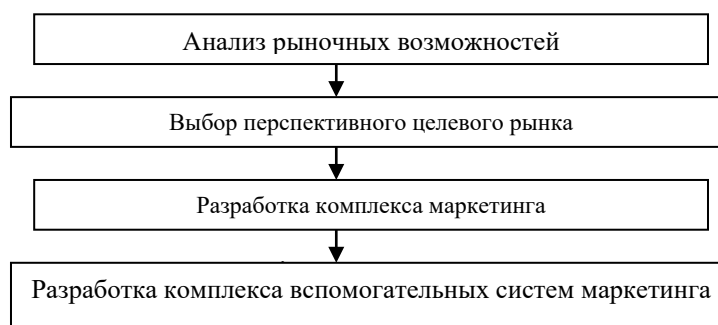 Анализ рыночных возможностей
Выбор перспективного целевого рынка
Разработка комплекса маркетинга
Разработка комплекса вспомогательных систем маркетинга